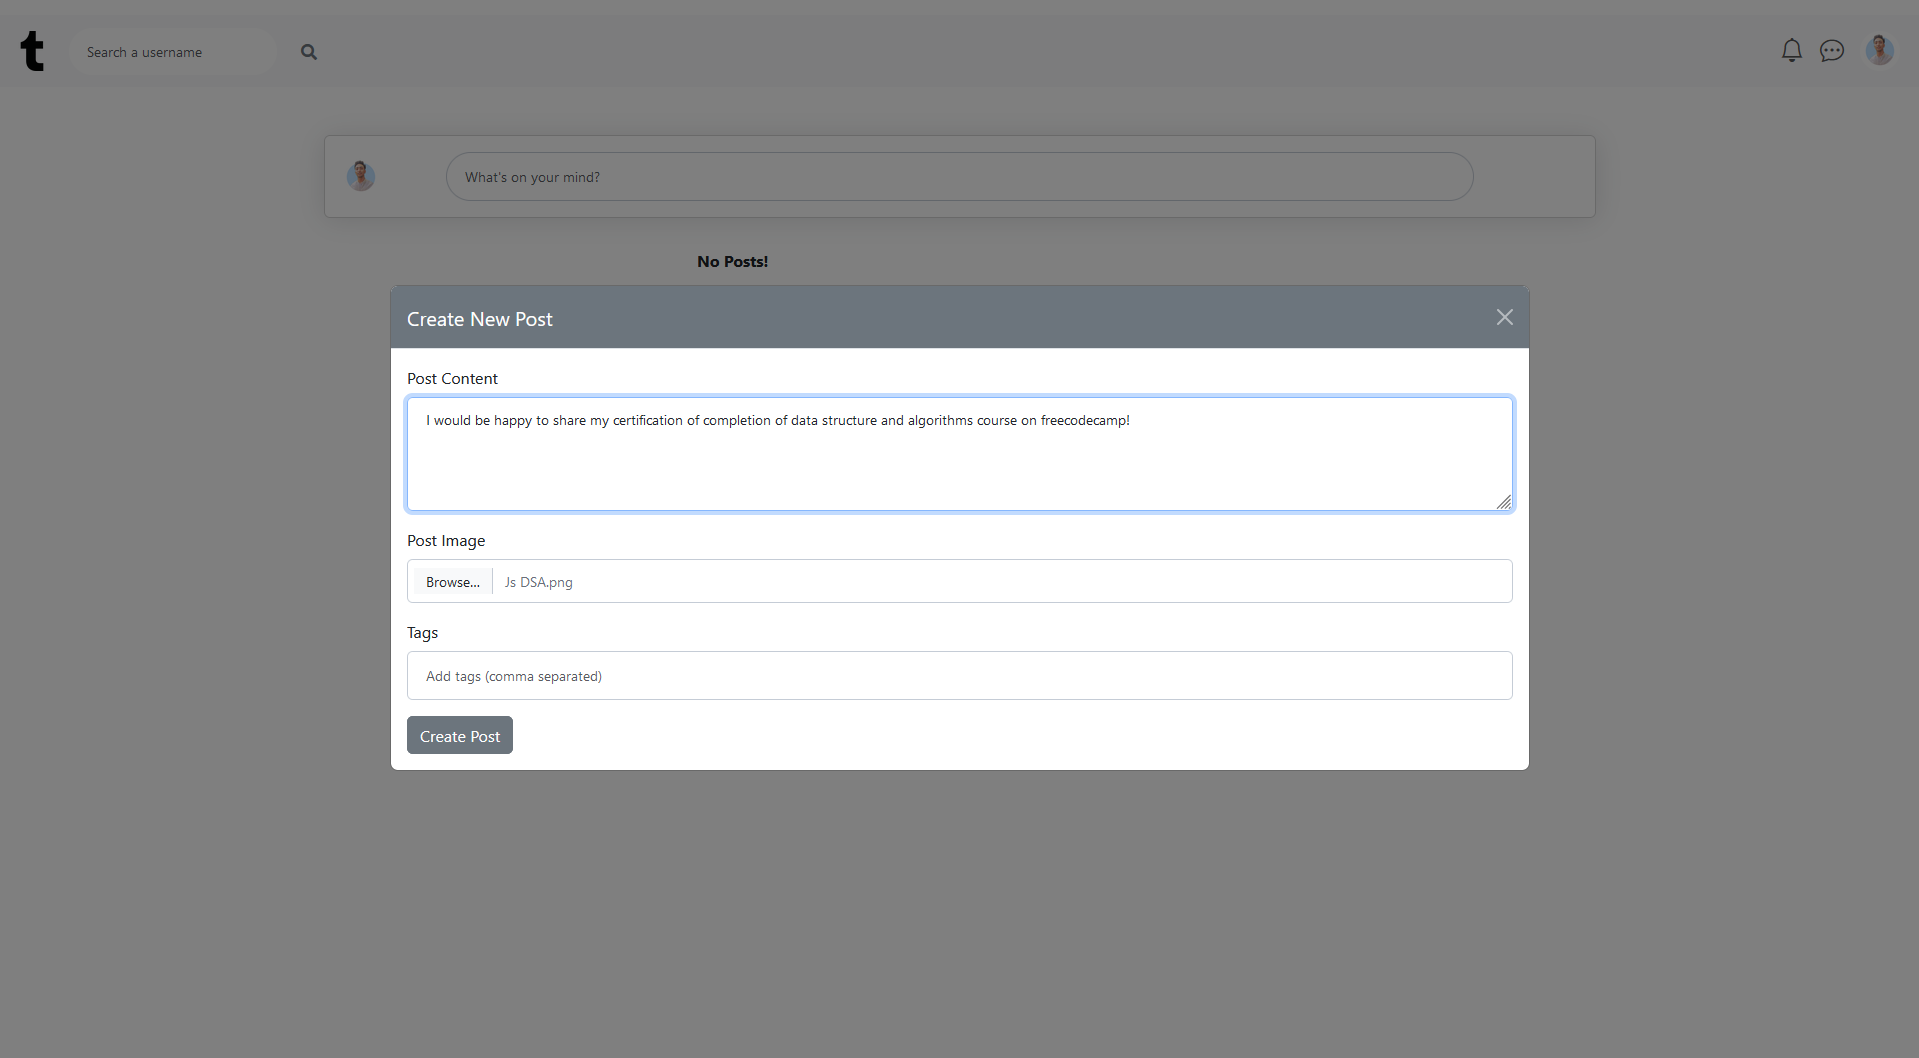 t
Search a username
What's on your mind?
No Posts!
Create New Post
Post Content
I would be happy to share my certification of completion of data structure and algorithms course on freecodecamp!
Post Image
Browse... Js DSA.png
Tags
Add tags (comma separated)
Create Post